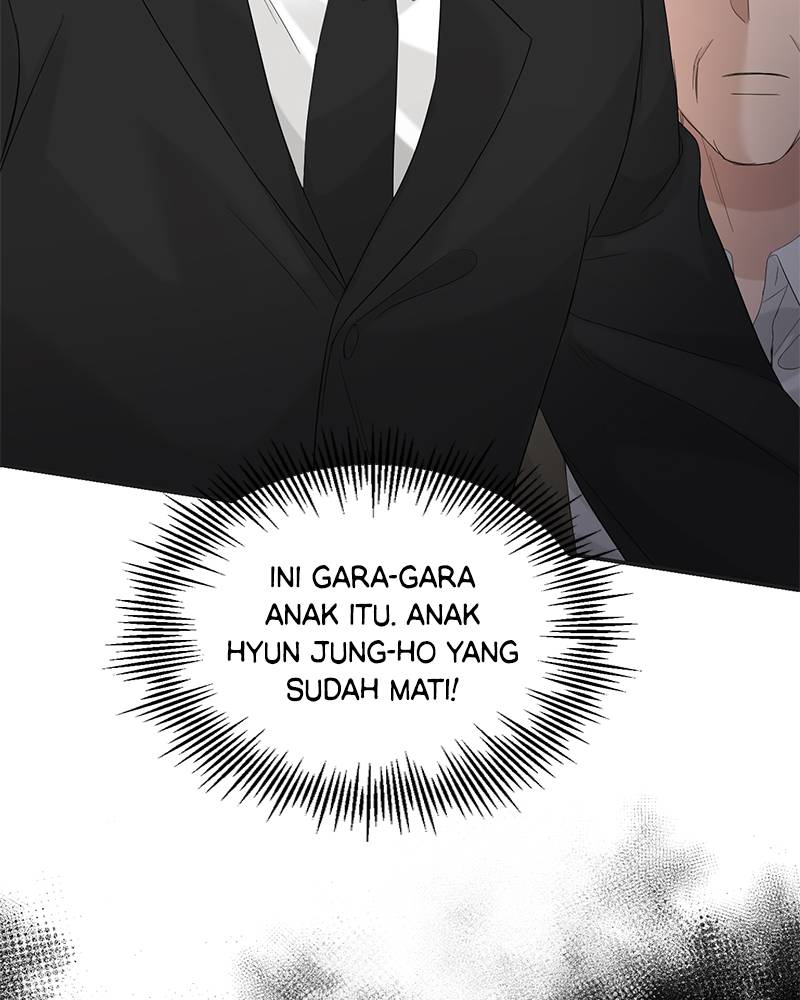 INI GARA-GARA
ANAK ITU. ANAK
HYUN JUNG-HO YANG
SUDAH MATI!